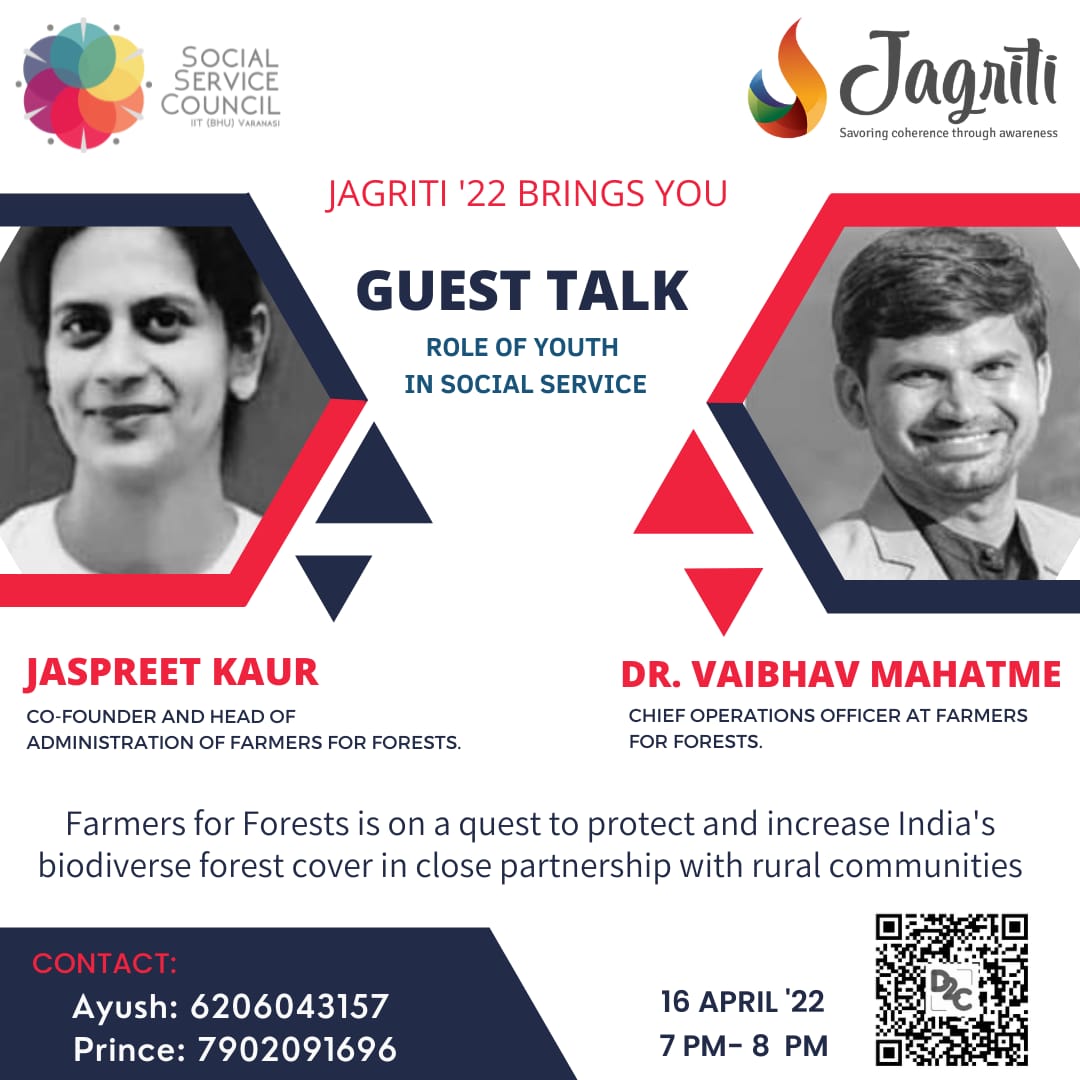 SOCIAL
SERVICE
COUNCIL
IIT (BHU) VARANASI
Jagriti
Savoring coherence through awareness
JAGRITI '22 BRINGS YOU
GUEST TALK
ROLE OF YOUTH
IN SOCIAL SERVICE
JASPREET KAUR
CO-FOUNDER AND HEAD OF
ADMINISTRATION OF FARMERS FOR FORESTS.
DR. VAIBHAV MAHATME
CHIEF OPERATIONS OFFICER AT FARMERS
FOR FORESTS.
Farmers for Forests is on a quest to protect and increase India's
biodiverse forest cover in close partnership with rural communities
CONTACT:
Ayush: 6206043157
Prince: 7902091696
16 APRIL '22
7 PM- 8 PM
D2C